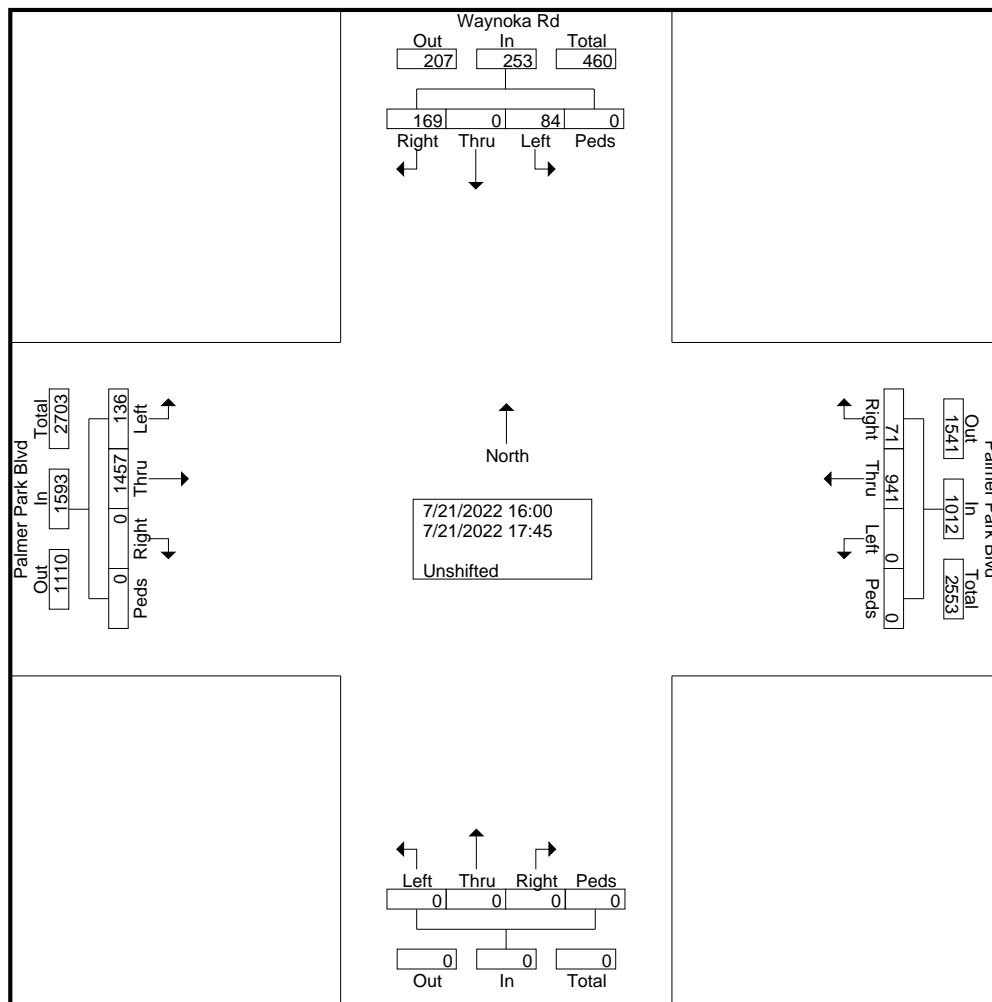 Waynoka Rd
Out In Total
207 253 460
169 0 84 0
Right Thru Left Peds
Palmer Park Blvd
Total In Out
2703 1593 1110
136 1457 0 0
Left Thru Right Peds
North
7/21/2022 16:00
7/21/2022 17:45
Unshifted
Right Thru Left Peds
71 941 0 0
Out In Total
1541 1012 2553
Palmer Park Blvd
Left Thru Right Peds
0 0 0 0
0 0 0
Out In Total